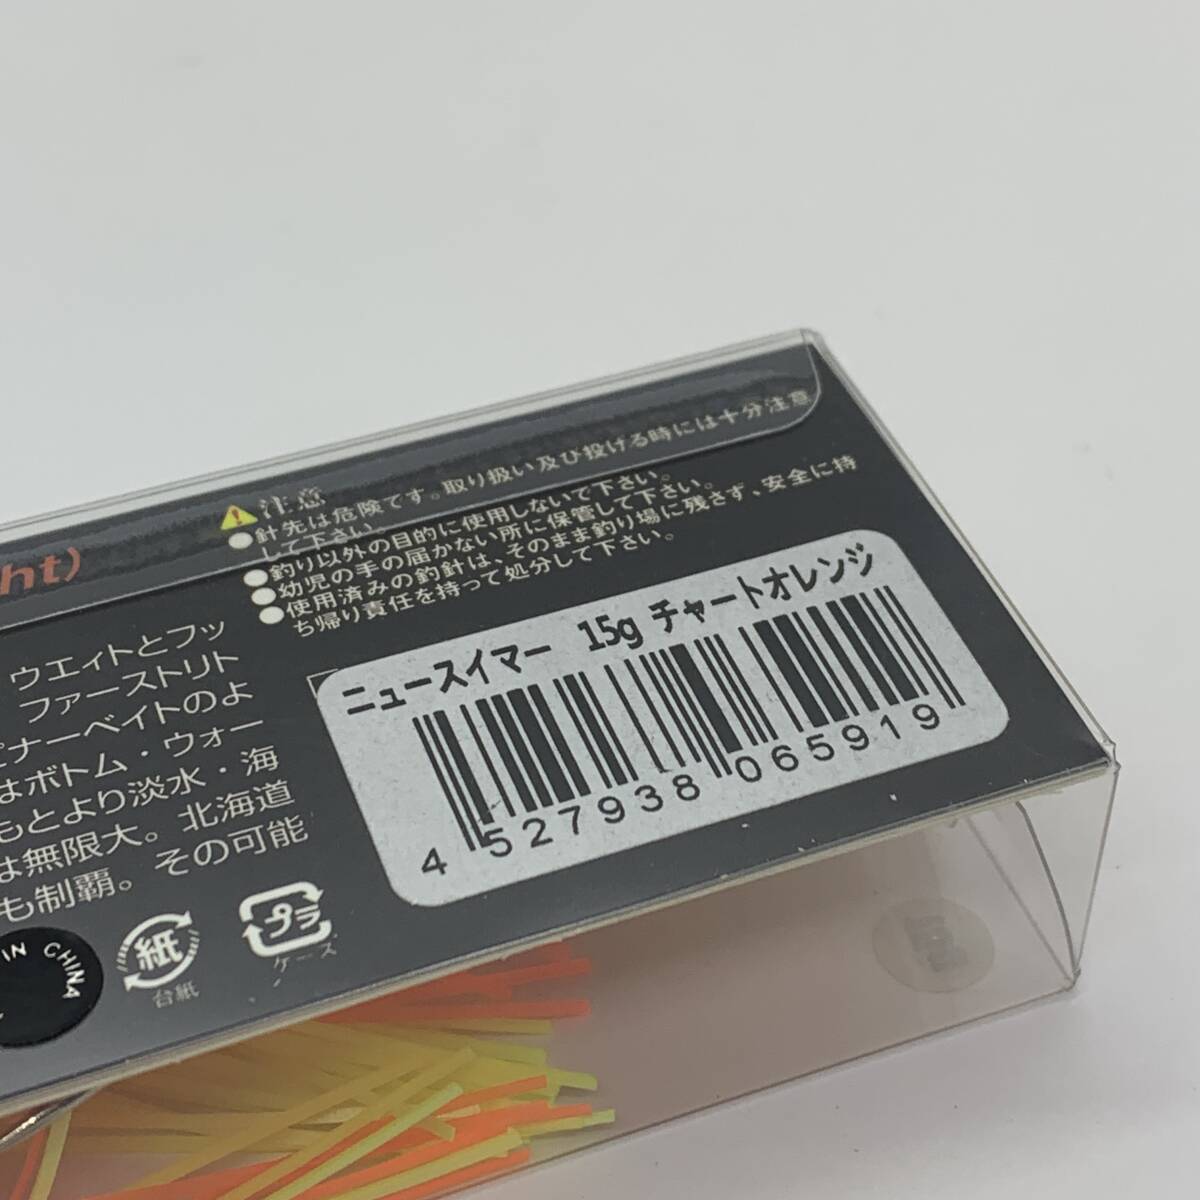 ht)
⚠注意
●針先は危険です。取り扱い及び投げる時には十分注意
して下さい。
●釣り以外の目的に使用しないで下さい。
●幼児の手の届かない所に保管して下さい。
●使用済みの釣針は、そのまま釣り場に残さず、安全に持
ち帰り責任を持って処分して下さい。
ウエィトとフッ
ファーストリト
ピナーベイトのよ
はボトム・ウォー
もとより淡水・海
は無限大。北海道
も制覇。その可能
ニュースイマー 15g チャートオレンジ
4 527938 065919
IN CHINA
紙
台紙
プラ
ケース